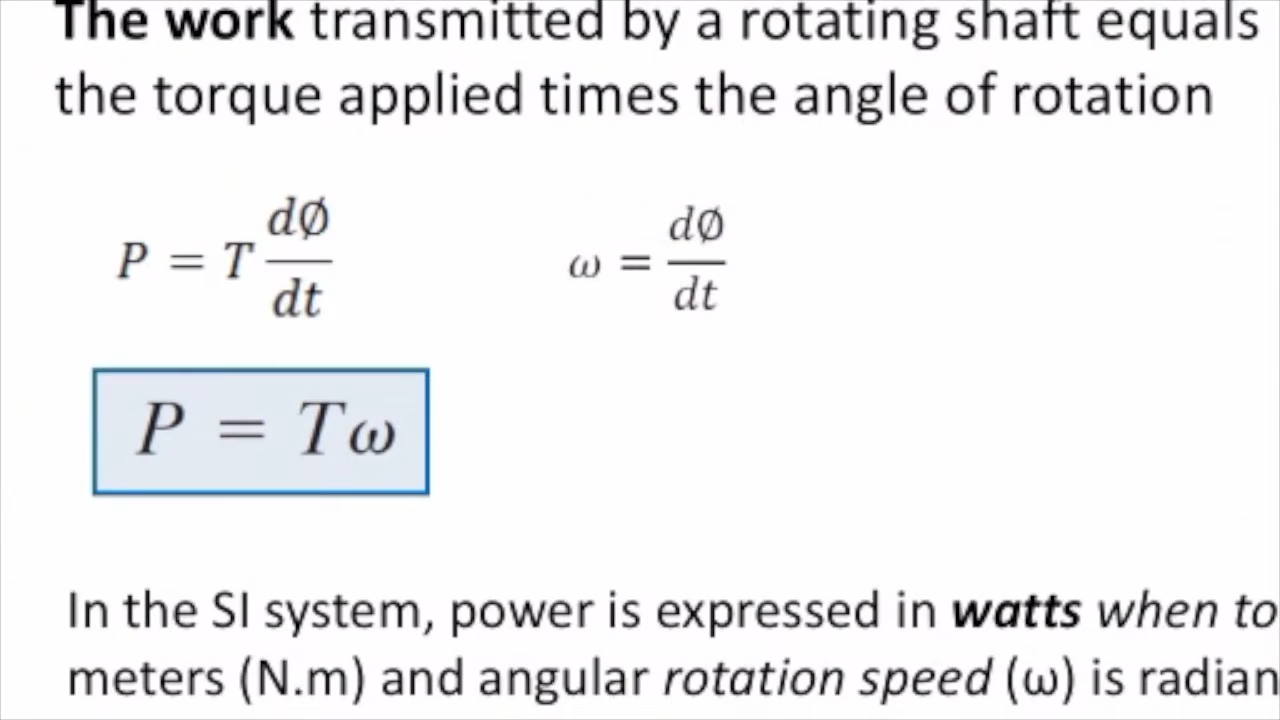 The work transmitted by a rotating shaft equals
the torque applied times the angle of rotation
P = T dØ/dt    ω = dØ/dt
P = Tω
In the SI system, power is expressed in watts when to
meters (N.m) and angular rotation speed (ω) is radian